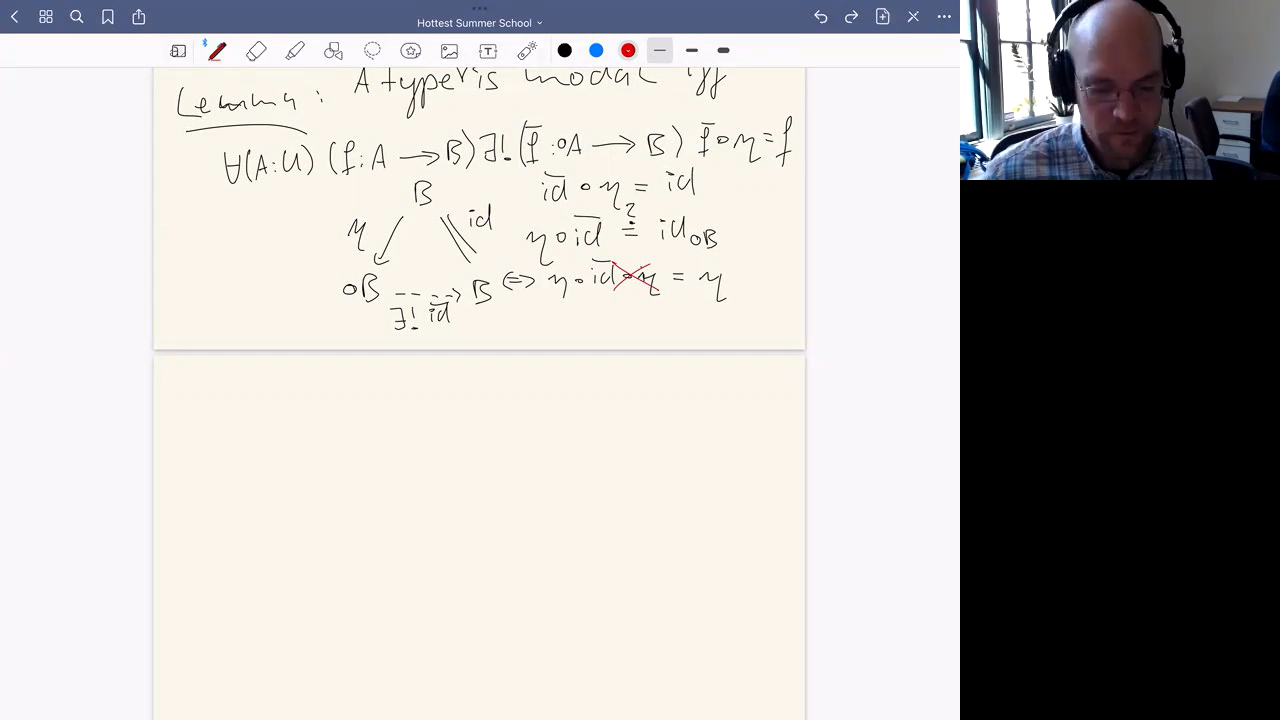 Hottest Summer School
Lemma: A type is modal iff
∀(A:U) (f:A → B) ∃! (f̄:○A → B) f̄∘η=f
B
id̄ ∘ η = id
η
id
η∘id̄ ≟ id○B
○B ⇢ B ⇔ η∘id̄∘η = η
∃! id̄